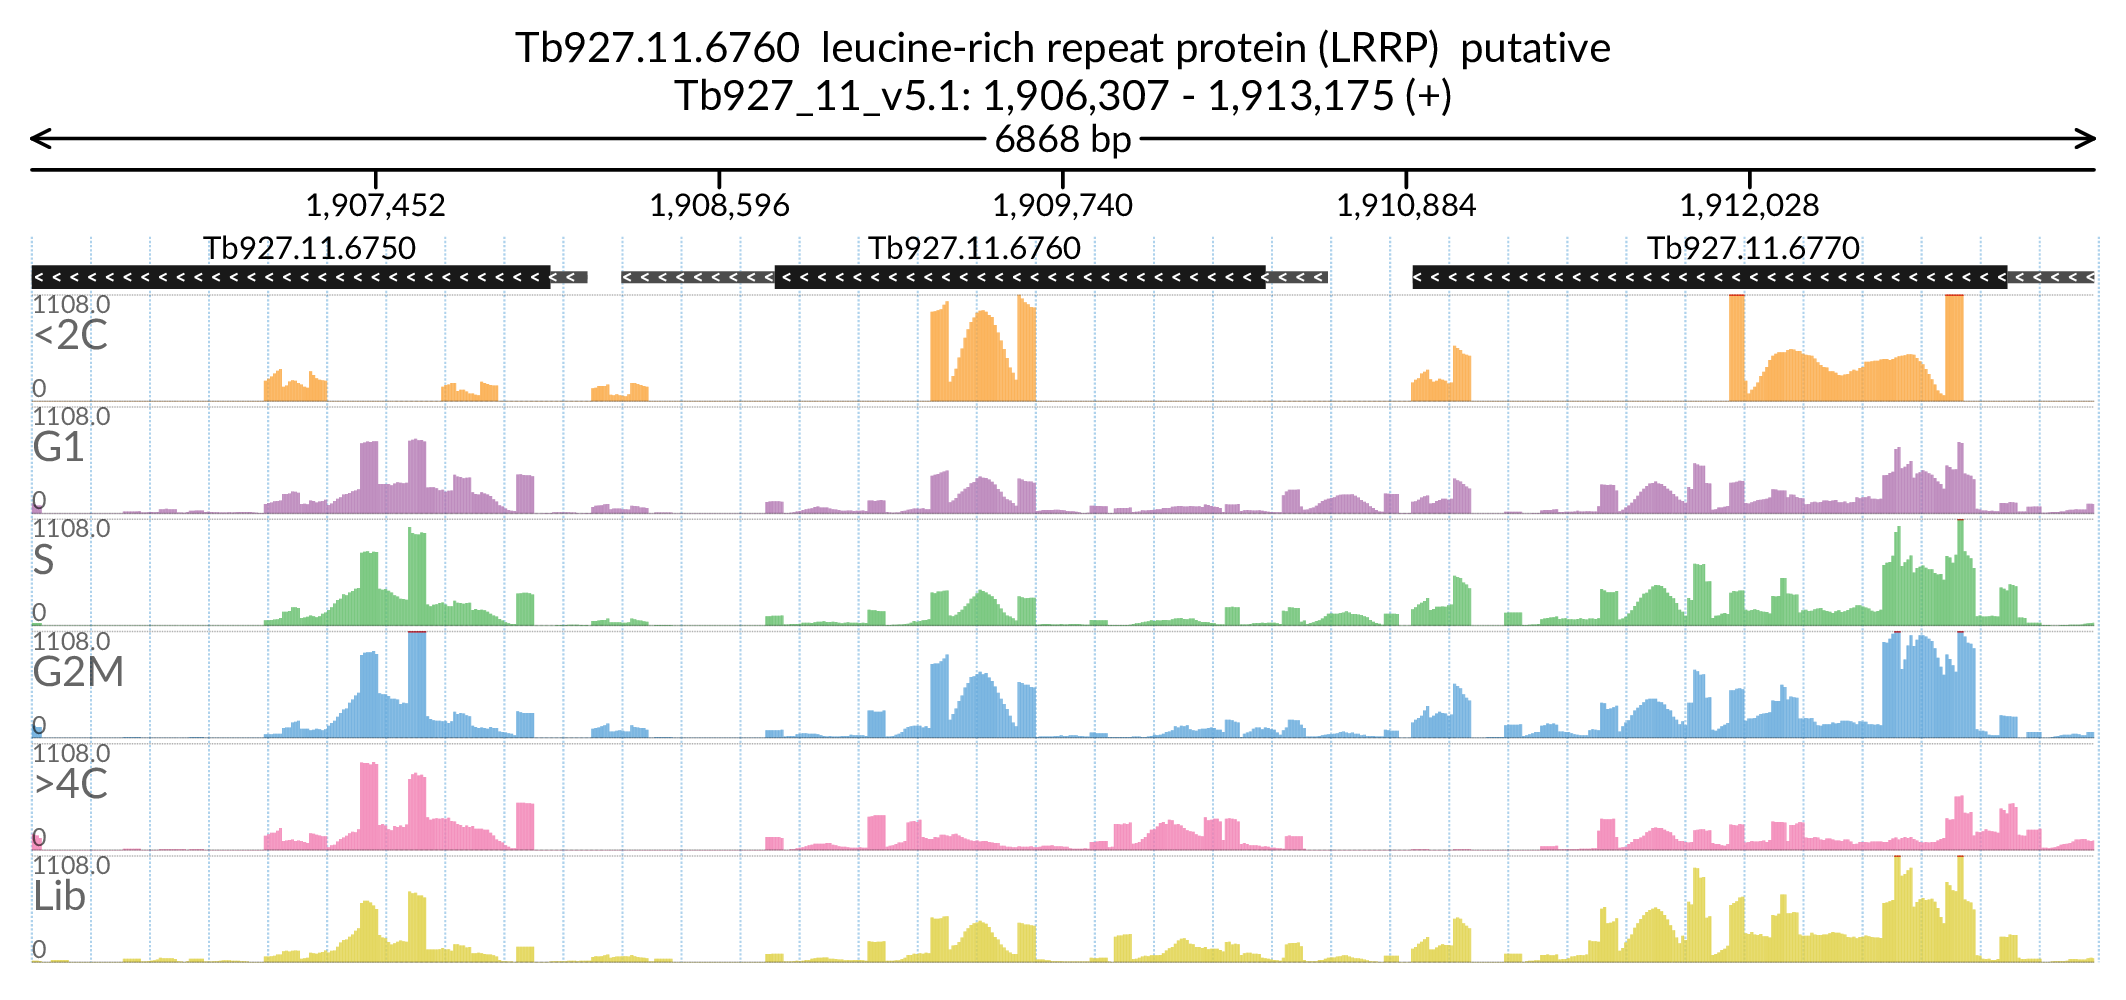 Tb927.11.6760 leucine-rich repeat protein (LRRP) putative
Tb927_11_v5.1: 1,906,307 - 1,913,175 (+)
6868 bp
1,907,452 1,908,596 1,909,740 1,910,884 1,912,028
Tb927.11.6750 Tb927.11.6760 Tb927.11.6770
1108.0
<2C
0
1108.0
G1
0
1108.0
S
0
1108.0
G2M
0
1108.0
>4C
0
1108.0
Lib
0